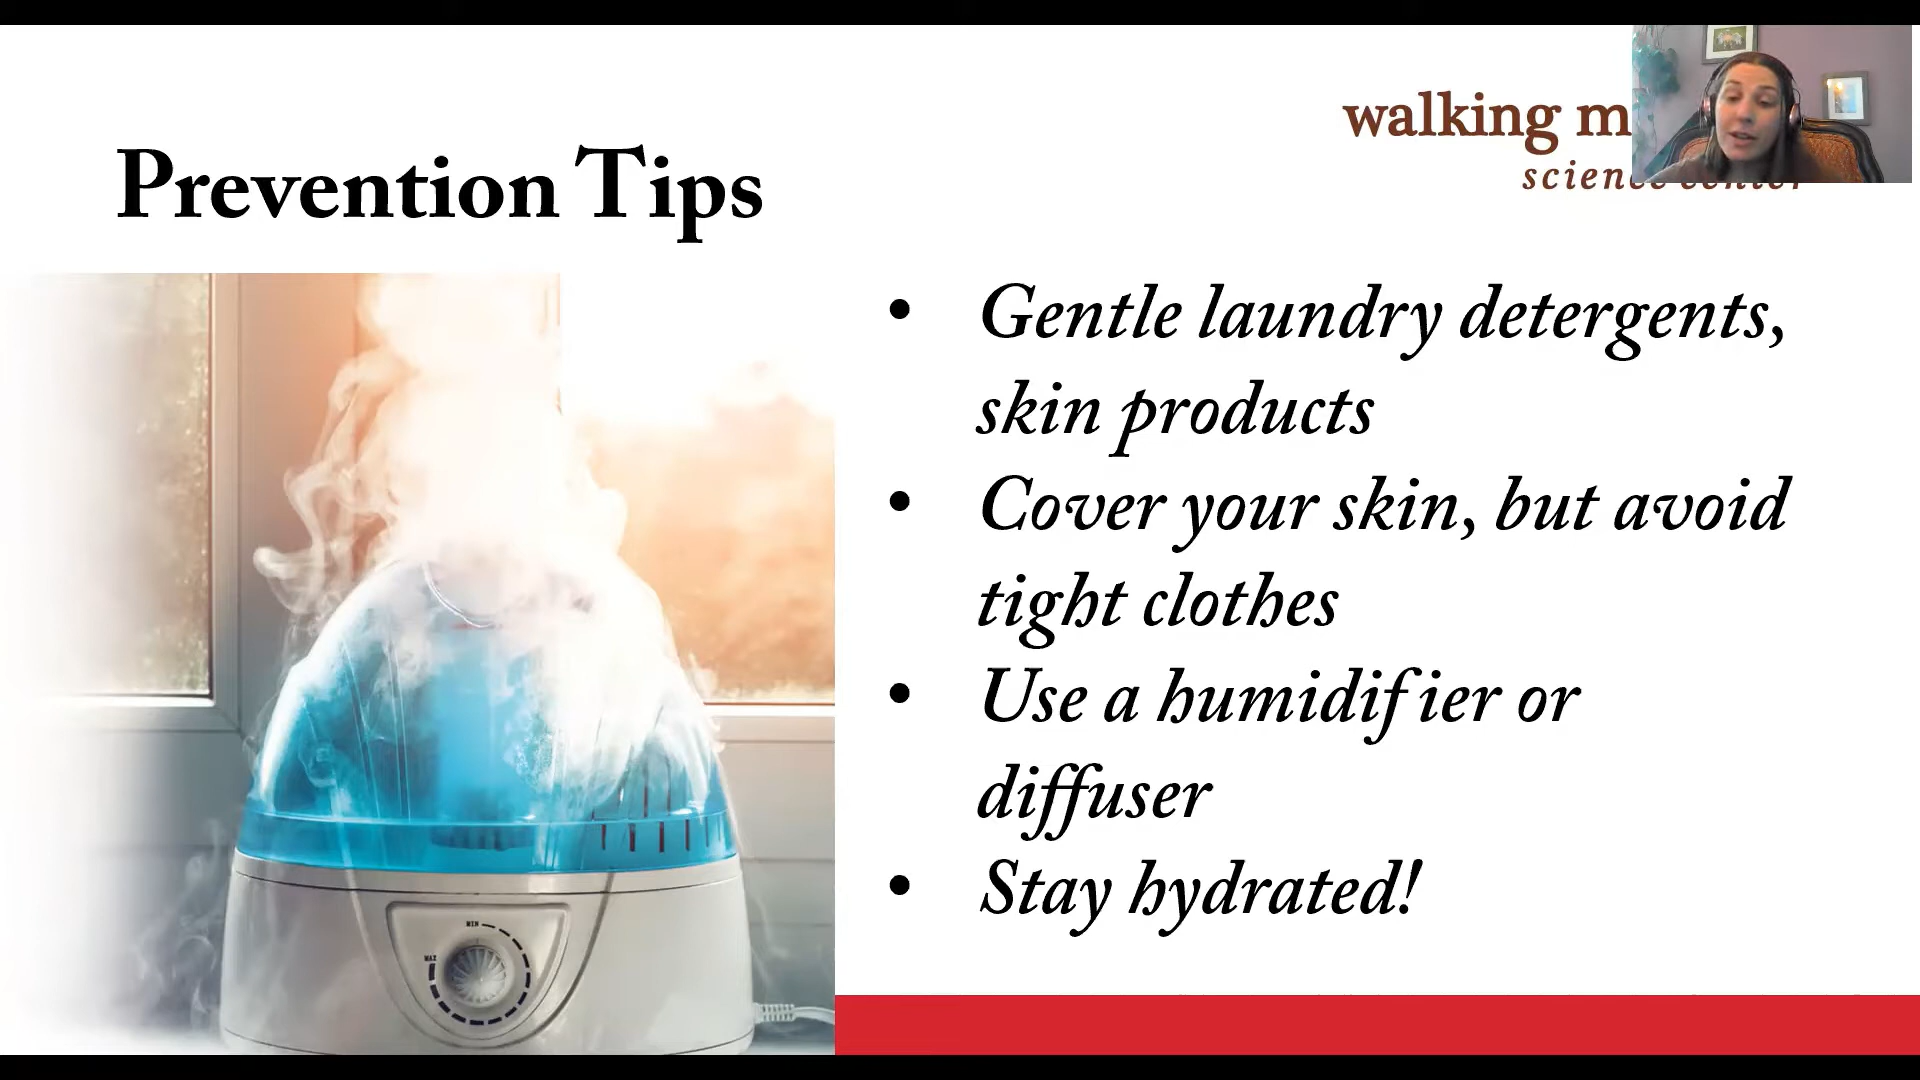 walking
science
Prevention Tips
• Gentle laundry detergents,
skin products
• Cover your skin, but avoid
tight clothes
• Use a humidifier or
diffuser
• Stay hydrated!
MIN
MAX